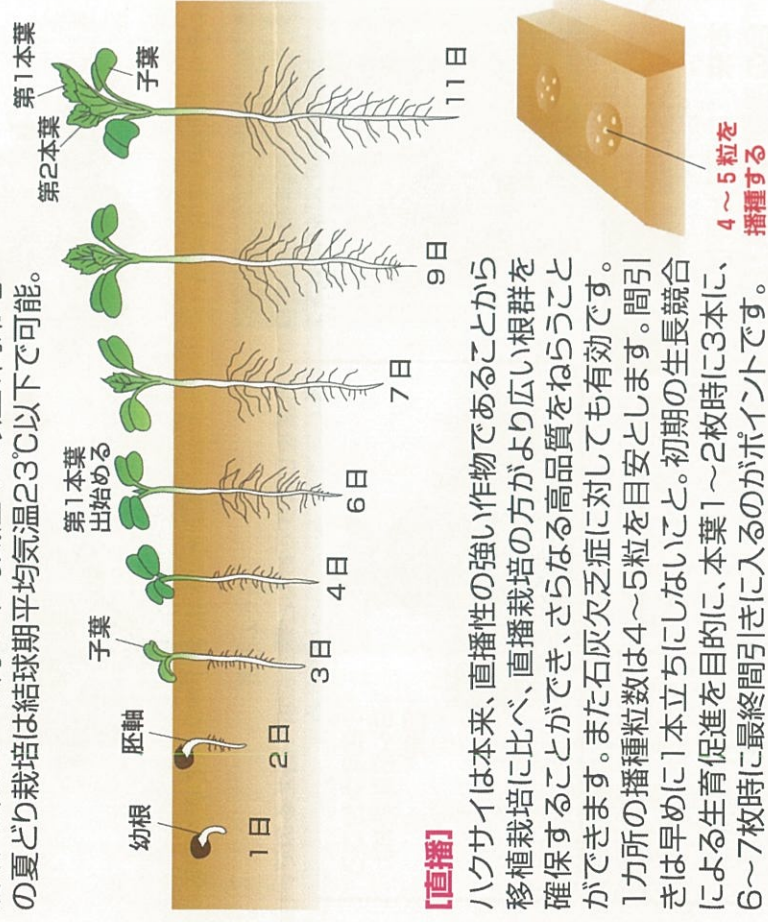 の夏どり栽培は結球期平均気温23℃以下で可能。
幼根
胚軸
子葉
第1本葉
出始める
第2本葉
第1本葉
子葉
1日
2日
3日
4日
6日
7日
9日
11日
[直播]
ハクサイは本来、直播性の強い作物であることから
移植栽培に比べ、直播栽培の方がより広い根群を
確保することができ、さらなる高品質をねらうこと
ができます。また石灰欠乏症に対しても有効です。
1カ所の播種粒数は4〜5粒を目安とします。間引
きは早めに1本立ちにしないこと。初期の生長競合
による生育促進を目的に、本葉1〜2枚時に3本に、
6〜7枚時に最終間引きに入るのがポイントです。
4〜5粒を
播種する